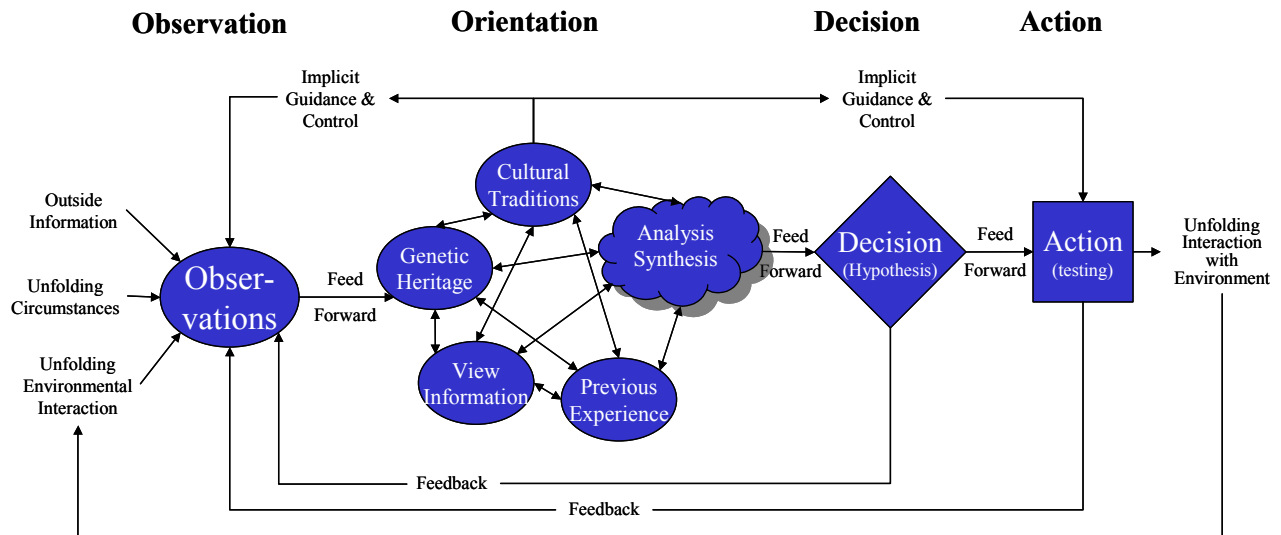 Observation
Orientation
Decision
Action
Implicit
Guidance &
Control
Implicit
Guidance &
Control
Outside
Information
Unfolding
Circumstances
Unfolding
Environmental
Interaction
Obser-
vations
Feed
Forward
Cultural
Traditions
Genetic
Heritage
View
Information
Previous
Experience
Analysis
Synthesis
Feed
Forward
Decision
(Hypothesis)
Feed
Forward
Action
(testing)
Unfolding
Interaction
with
Environment
Feedback
Feedback